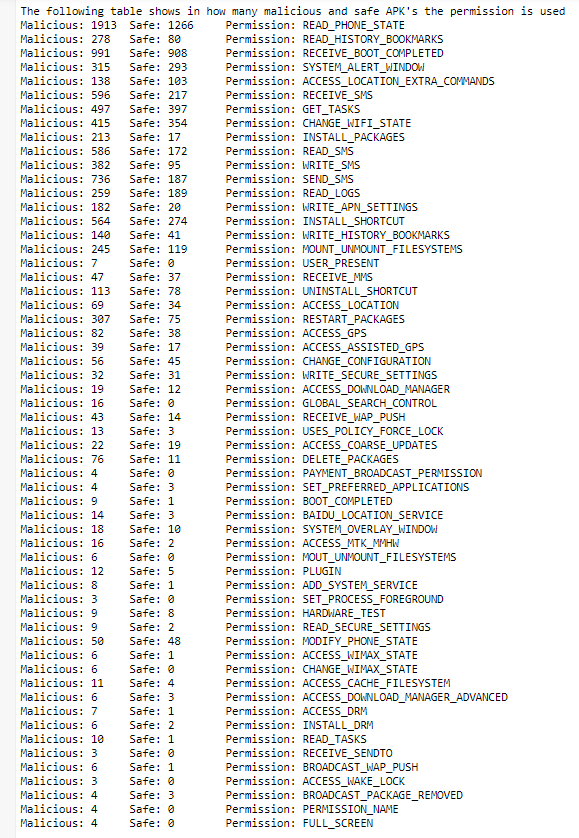 The following table shows in how many malicious and safe APK's the permission is used
Malicious: 1913 Safe: 1266 Permission: READ_PHONE_STATE
Malicious: 278 Safe: 80 Permission: READ_HISTORY_BOOKMARKS
Malicious: 991 Safe: 908 Permission: RECEIVE_BOOT_COMPLETED
Malicious: 315 Safe: 293 Permission: SYSTEM_ALERT_WINDOW
Malicious: 138 Safe: 103 Permission: ACCESS_LOCATION_EXTRA_COMMANDS
Malicious: 596 Safe: 217 Permission: RECEIVE_SMS
Malicious: 497 Safe: 397 Permission: GET_TASKS
Malicious: 415 Safe: 354 Permission: CHANGE_WIFI_STATE
Malicious: 213 Safe: 17 Permission: INSTALL_PACKAGES
Malicious: 586 Safe: 172 Permission: READ_SMS
Malicious: 382 Safe: 95 Permission: WRITE_SMS
Malicious: 736 Safe: 187 Permission: SEND_SMS
Malicious: 259 Safe: 189 Permission: READ_LOGS
Malicious: 182 Safe: 20 Permission: WRITE_APN_SETTINGS
Malicious: 564 Safe: 274 Permission: INSTALL_SHORTCUT
Malicious: 140 Safe: 41 Permission: WRITE_HISTORY_BOOKMARKS
Malicious: 245 Safe: 119 Permission: MOUNT_UNMOUNT_FILESYSTEMS
Malicious: 7 Safe: 0 Permission: USER_PRESENT
Malicious: 47 Safe: 37 Permission: RECEIVE_MMS
Malicious: 113 Safe: 78 Permission: UNINSTALL_SHORTCUT
Malicious: 69 Safe: 34 Permission: ACCESS_LOCATION
Malicious: 307 Safe: 75 Permission: RESTART_PACKAGES
Malicious: 82 Safe: 38 Permission: ACCESS_GPS
Malicious: 39 Safe: 17 Permission: ACCESS_ASSISTED_GPS
Malicious: 56 Safe: 45 Permission: CHANGE_CONFIGURATION
Malicious: 32 Safe: 31 Permission: WRITE_SECURE_SETTINGS
Malicious: 19 Safe: 12 Permission: ACCESS_DOWNLOAD_MANAGER
Malicious: 16 Safe: 0 Permission: GLOBAL_SEARCH_CONTROL
Malicious: 43 Safe: 14 Permission: RECEIVE_WAP_PUSH
Malicious: 13 Safe: 3 Permission: USES_POLICY_FORCE_LOCK
Malicious: 22 Safe: 19 Permission: ACCESS_COARSE_UPDATES
Malicious: 76 Safe: 11 Permission: DELETE_PACKAGES
Malicious: 4 Safe: 0 Permission: PAYMENT_BROADCAST_PERMISSION
Malicious: 4 Safe: 3 Permission: SET_PREFERRED_APPLICATIONS
Malicious: 9 Safe: 1 Permission: BOOT_COMPLETED
Malicious: 14 Safe: 3 Permission: BAIDU_LOCATION_SERVICE
Malicious: 18 Safe: 10 Permission: SYSTEM_OVERLAY_WINDOW
Malicious: 16 Safe: 2 Permission: ACCESS_MTK_MMHW
Malicious: 6 Safe: 0 Permission: MOUT_UNMOUNT_FILESYSTEMS
Malicious: 12 Safe: 5 Permission: PLUGIN
Malicious: 8 Safe: 1 Permission: ADD_SYSTEM_SERVICE
Malicious: 3 Safe: 0 Permission: SET_PROCESS_FOREGROUND
Malicious: 9 Safe: 8 Permission: HARDWARE_TEST
Malicious: 9 Safe: 2 Permission: READ_SECURE_SETTINGS
Malicious: 50 Safe: 48 Permission: MODIFY_PHONE_STATE
Malicious: 6 Safe: 1 Permission: ACCESS_WIMAX_STATE
Malicious: 6 Safe: 0 Permission: CHANGE_WIMAX_STATE
Malicious: 11 Safe: 4 Permission: ACCESS_CACHE_FILESYSTEM
Malicious: 6 Safe: 3 Permission: ACCESS_DOWNLOAD_MANAGER_ADVANCED
Malicious: 7 Safe: 1 Permission: ACCESS_DRM
Malicious: 6 Safe: 2 Permission: INSTALL_DRM
Malicious: 10 Safe: 1 Permission: READ_TASKS
Malicious: 3 Safe: 0 Permission: RECEIVE_SENDTO
Malicious: 6 Safe: 1 Permission: BROADCAST_WAP_PUSH
Malicious: 3 Safe: 0 Permission: ACCESS_WAKE_LOCK
Malicious: 4 Safe: 3 Permission: BROADCAST_PACKAGE_REMOVED
Malicious: 4 Safe: 0 Permission: PERMISSION_NAME
Malicious: 4 Safe: 0 Permission: FULL_SCREEN